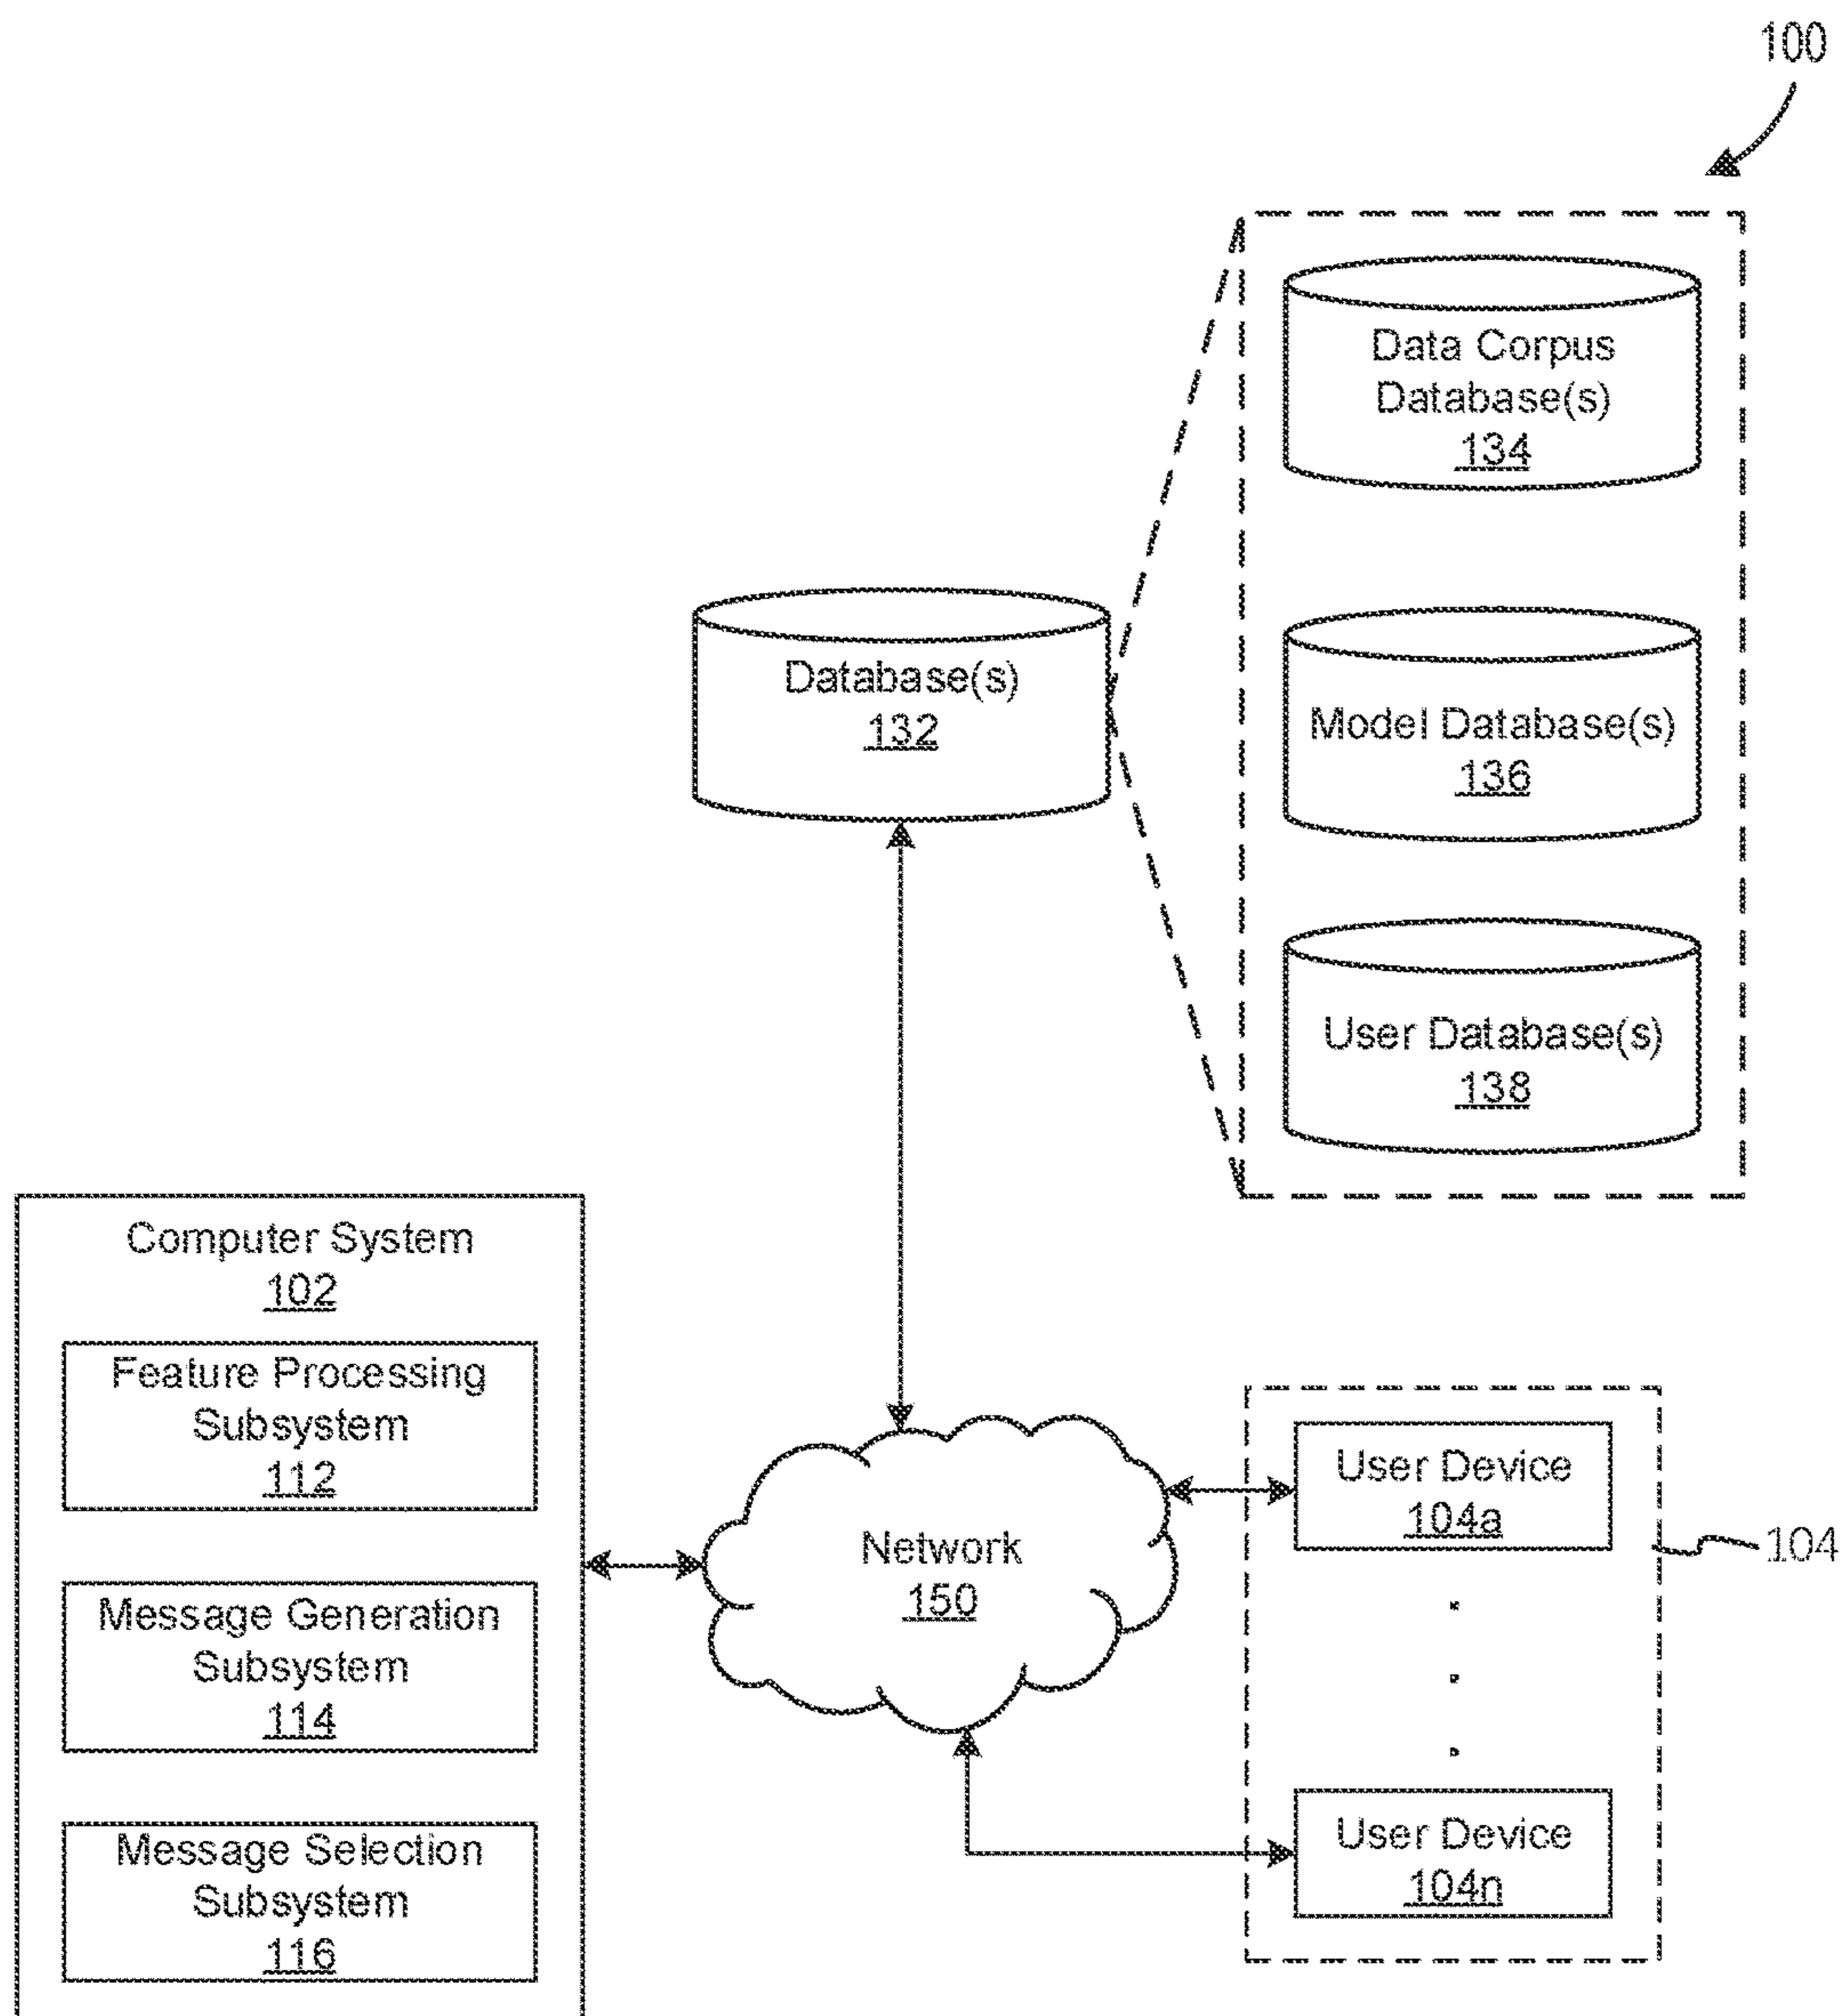 100
Data Corpus
Database(s)
134
Database(s)
132
Model Database(s)
136
User Database(s)
138
Computer System
102
Feature Processing
Subsystem
112
Message Generation
Subsystem
114
Message Selection
Subsystem
116
Network
150
User Device
104a
104
User Device
104n